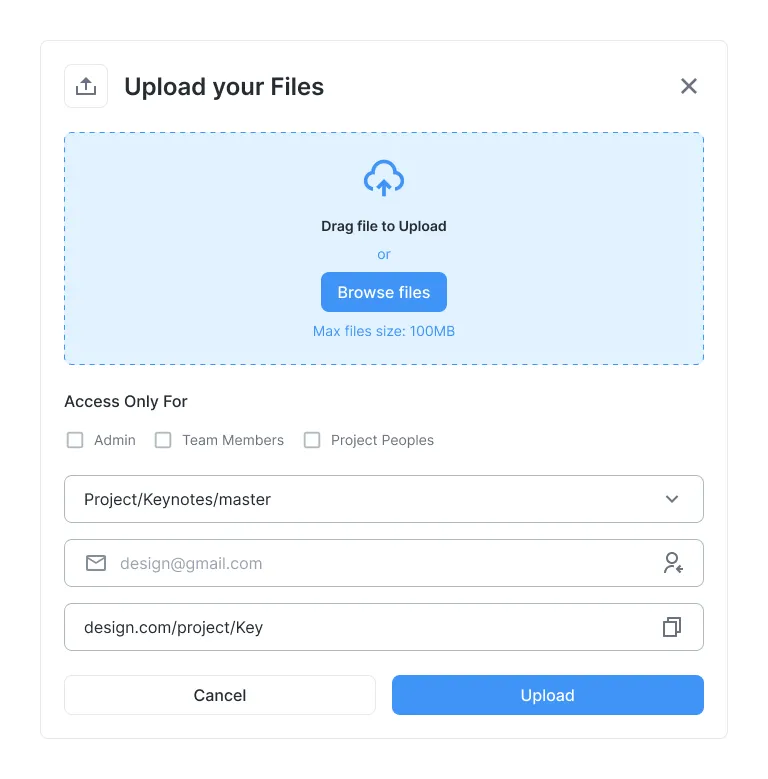 Upload your Files
Drag file to Upload
or
Browse files
Max files size: 100MB
Access Only For
Admin Team Members Project Peoples
Project/Keynotes/master
design@gmail.com
design.com/project/Key
Cancel Upload